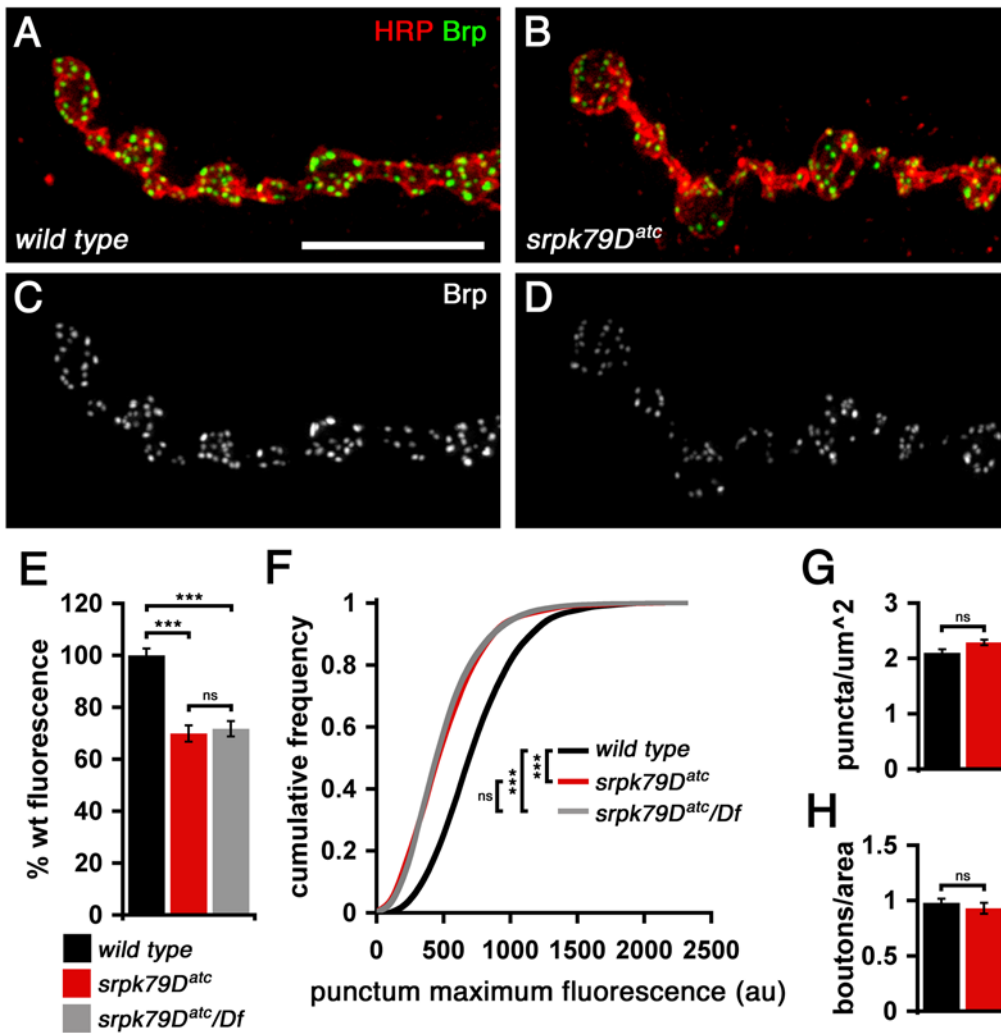 A
HRP Brp
wild type
B
srpk79D^atc
C
Brp
D
E
120
100
80
60
40
20
0
% wt fluorescence
***
***
ns
wild type
srpk79D^atc
srpk79D^atc/Df
F
1
0.8
0.6
0.4
0.2
0
cumulative frequency
0 500 1000 1500 2000 2500
punctum maximum fluorescence (au)
ns
***
***
wild type
srpk79D^atc
srpk79D^atc/Df
G
3
2
1
0
puncta/um^2
ns
H
1.5
1
0.5
0
boutons/area
ns